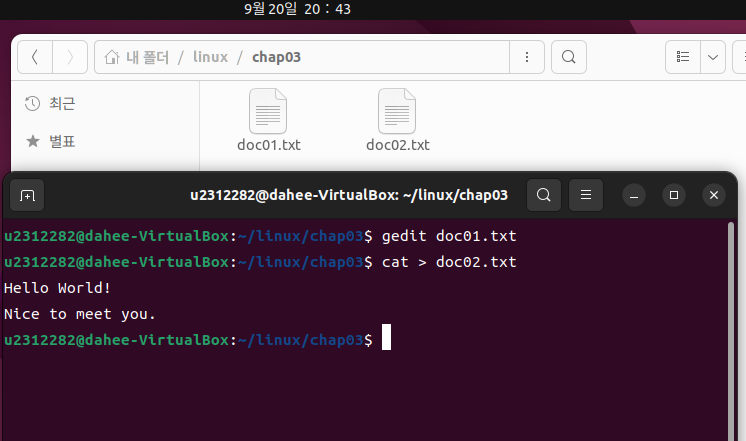 9월 20일 20 : 43
내 폴더 / linux / chap03
최근
별표
doc01.txt doc02.txt
u2312282@dahee-VirtualBox: ~/linux/chap03
u2312282@dahee-VirtualBox:~/linux/chap03$ gedit doc01.txt
u2312282@dahee-VirtualBox:~/linux/chap03$ cat > doc02.txt
Hello World!
Nice to meet you.
u2312282@dahee-VirtualBox:~/linux/chap03$